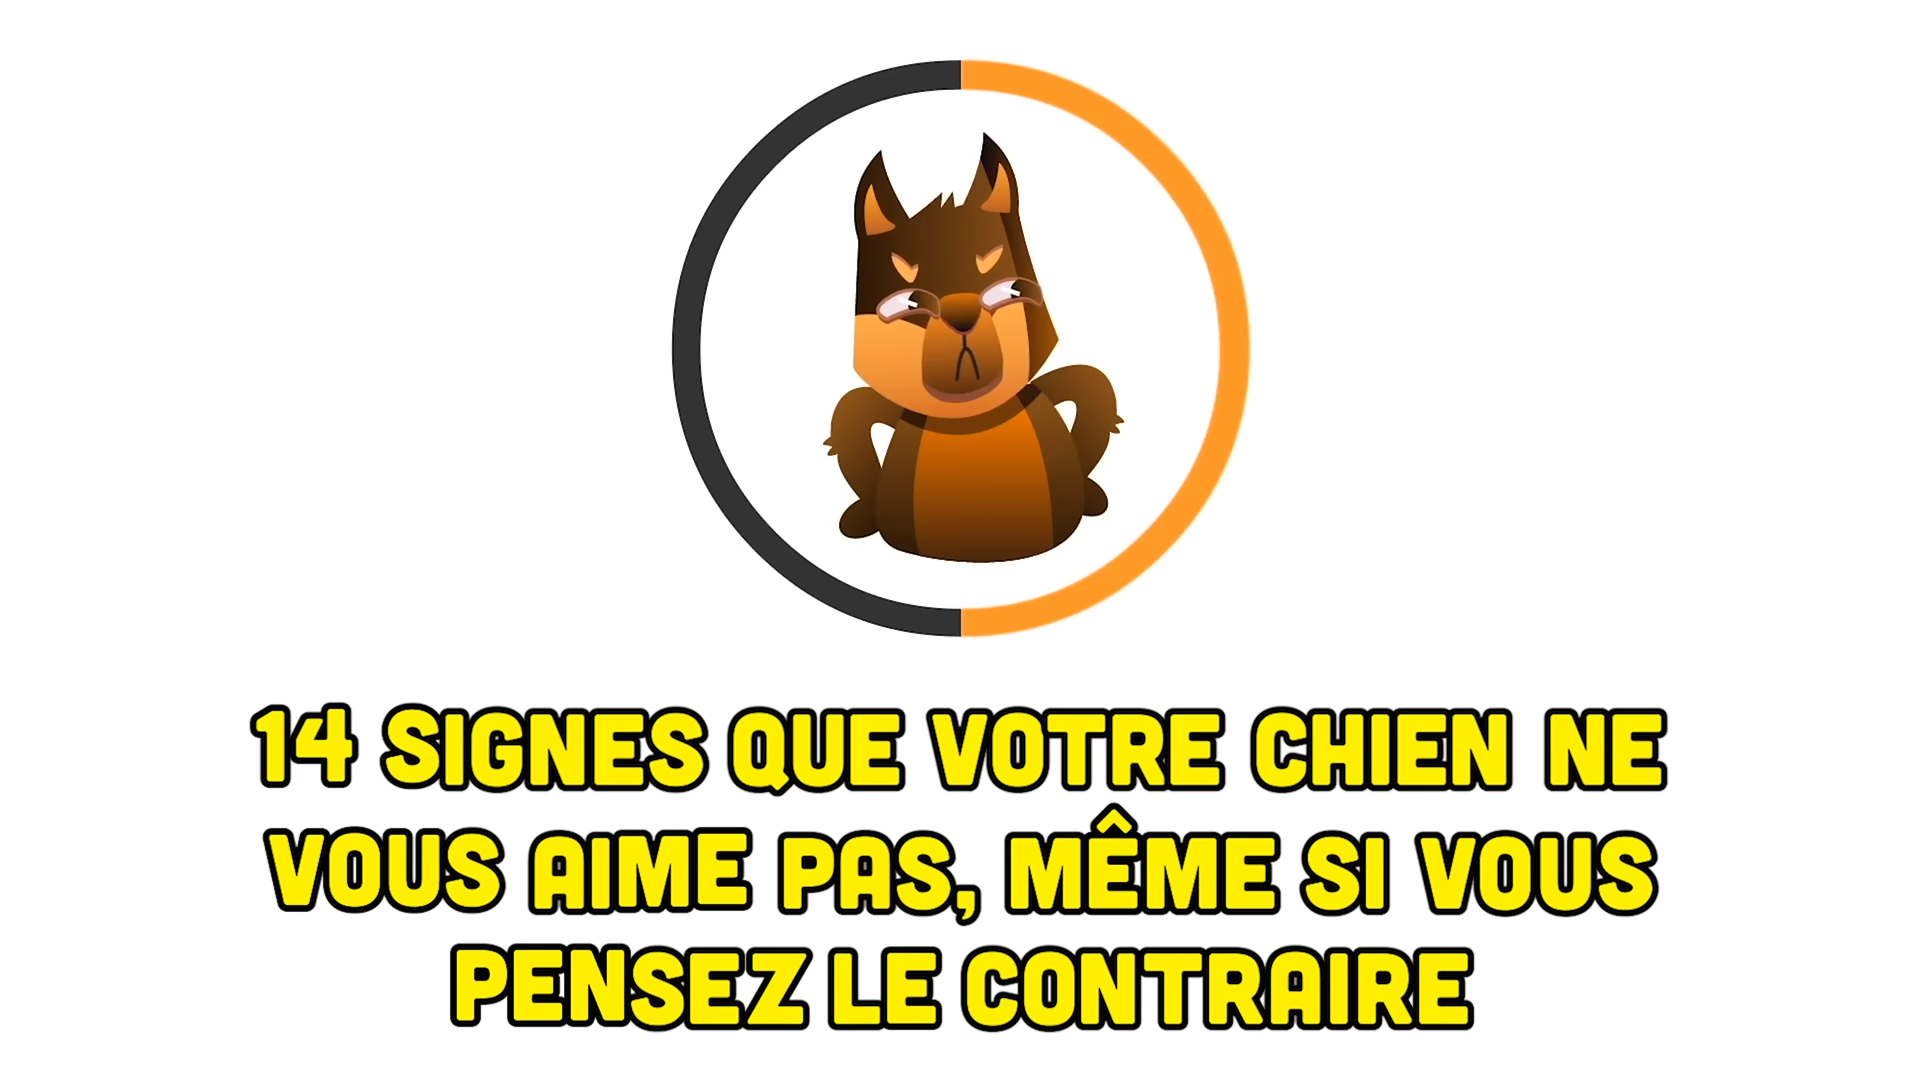 14 SIGNES QUE VOTRE CHIEN NE
VOUS AIME PAS, MÊME SI VOUS
PENSEZ LE CONTRAIRE